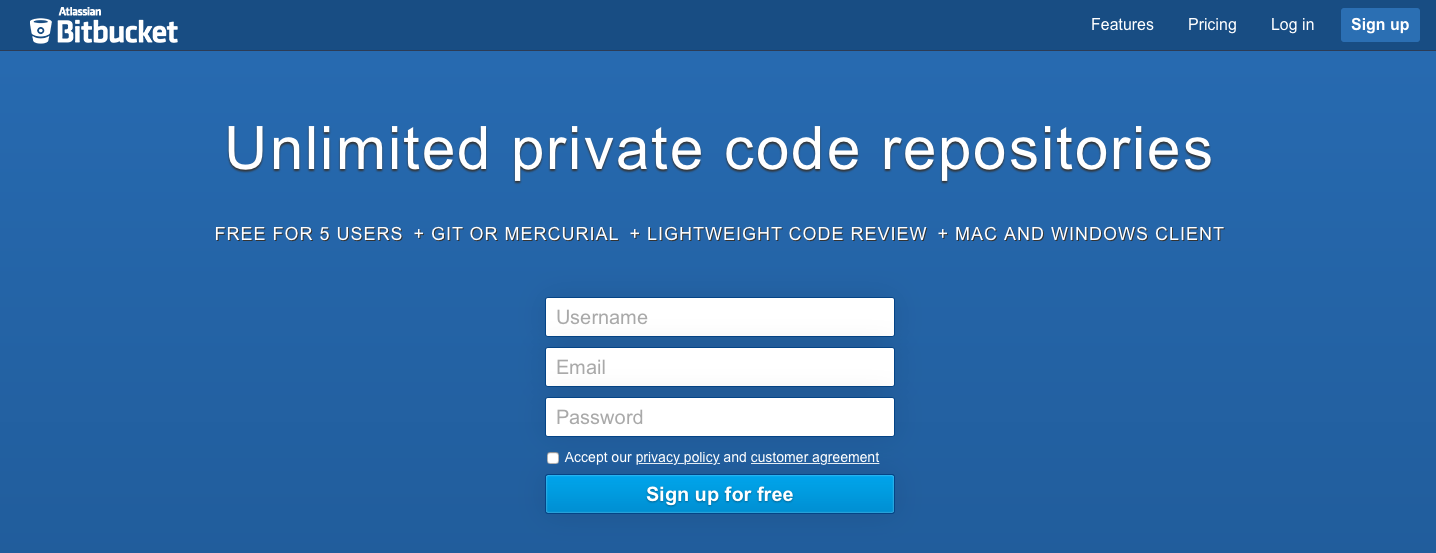 Atlassian
Bitbucket
Features Pricing Log in Sign up
Unlimited private code repositories
FREE FOR 5 USERS + GIT OR MERCURIAL + LIGHTWEIGHT CODE REVIEW + MAC AND WINDOWS CLIENT
Username
Email
Password
Accept our privacy policy and customer agreement
Sign up for free